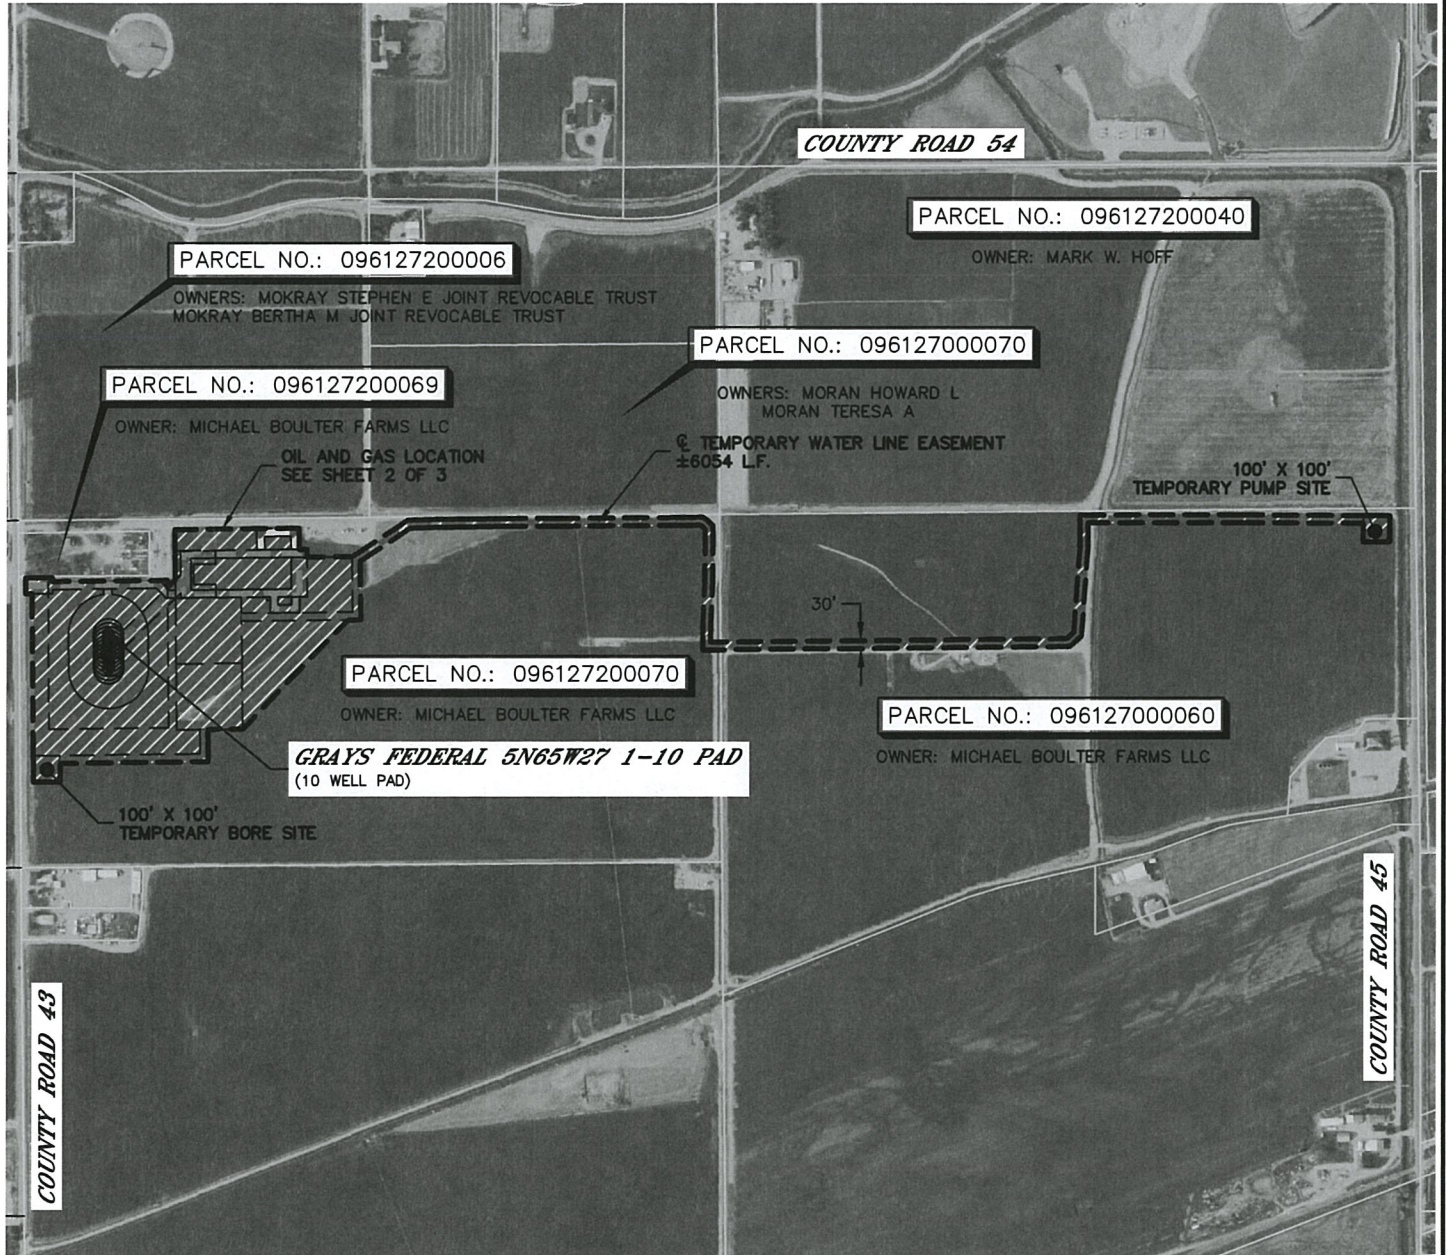 COUNTY ROAD 54
PARCEL NO.: 096127200040
OWNER: MARK W. HOFF
PARCEL NO.: 096127200006
OWNERS: MOKRAY STEPHEN E JOINT REVOCABLE TRUST
MOKRAY BERTHA M JOINT REVOCABLE TRUST
PARCEL NO.: 096127000070
OWNERS: MORAN HOWARD L
MORAN TERESA A
PARCEL NO.: 096127200069
OWNER: MICHAEL BOULTER FARMS LLC
OIL AND GAS LOCATION
SEE SHEET 2 OF 3
℄ TEMPORARY WATER LINE EASEMENT
±6054 L.F.
100' X 100'
TEMPORARY PUMP SITE
30'
PARCEL NO.: 096127200070
OWNER: MICHAEL BOULTER FARMS LLC
PARCEL NO.: 096127000060
OWNER: MICHAEL BOULTER FARMS LLC
GRAYS FEDERAL 5N65W27 1-10 PAD
(10 WELL PAD)
100' X 100'
TEMPORARY BORE SITE
COUNTY ROAD 43
COUNTY ROAD 45